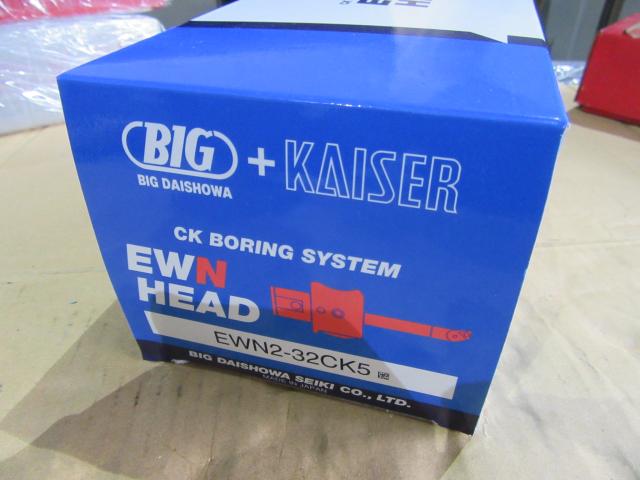 BIG + KAISER
BIG DAISHOWA
CK BORING SYSTEM
EWN
HEAD
EWN2-32CK5
BIG DAISHOWA SEIKI CO., LTD.
MADE IN JAPAN